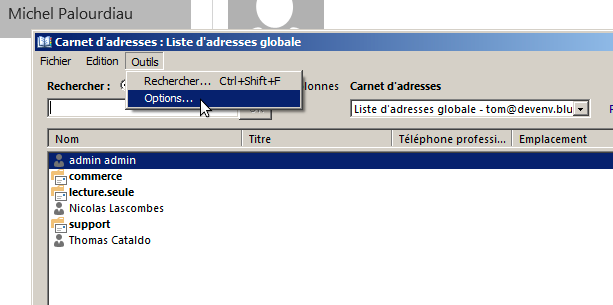 Michel Palourdiau
Carnet d'adresses : Liste d'adresses globale
Fichier Edition Outils
Rechercher... Ctrl+Shift+F
Options...
Rechercher : onnes Carnet d'adresses
Liste d'adresses globale - tom@devenv.blu
Nom Titre Téléphone professi... Emplacement
admin admin
commerce
lecture.seule
Nicolas Lascombes
support
Thomas Cataldo